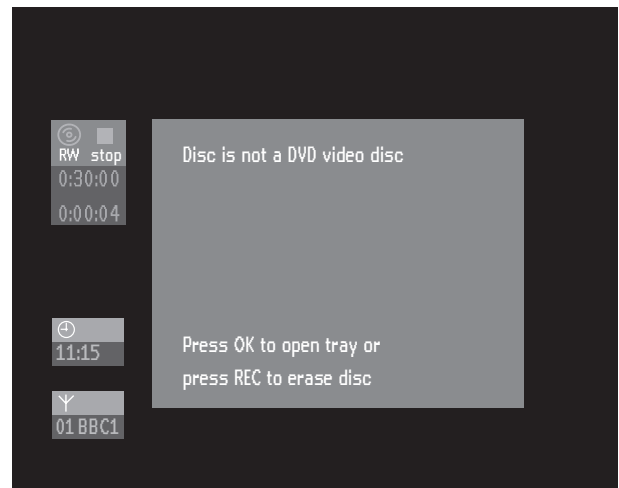 RW stop
0:30:00
0:00:04
Disc is not a DVD video disc
11:15
01 BBC1
Press OK to open tray or
press REC to erase disc